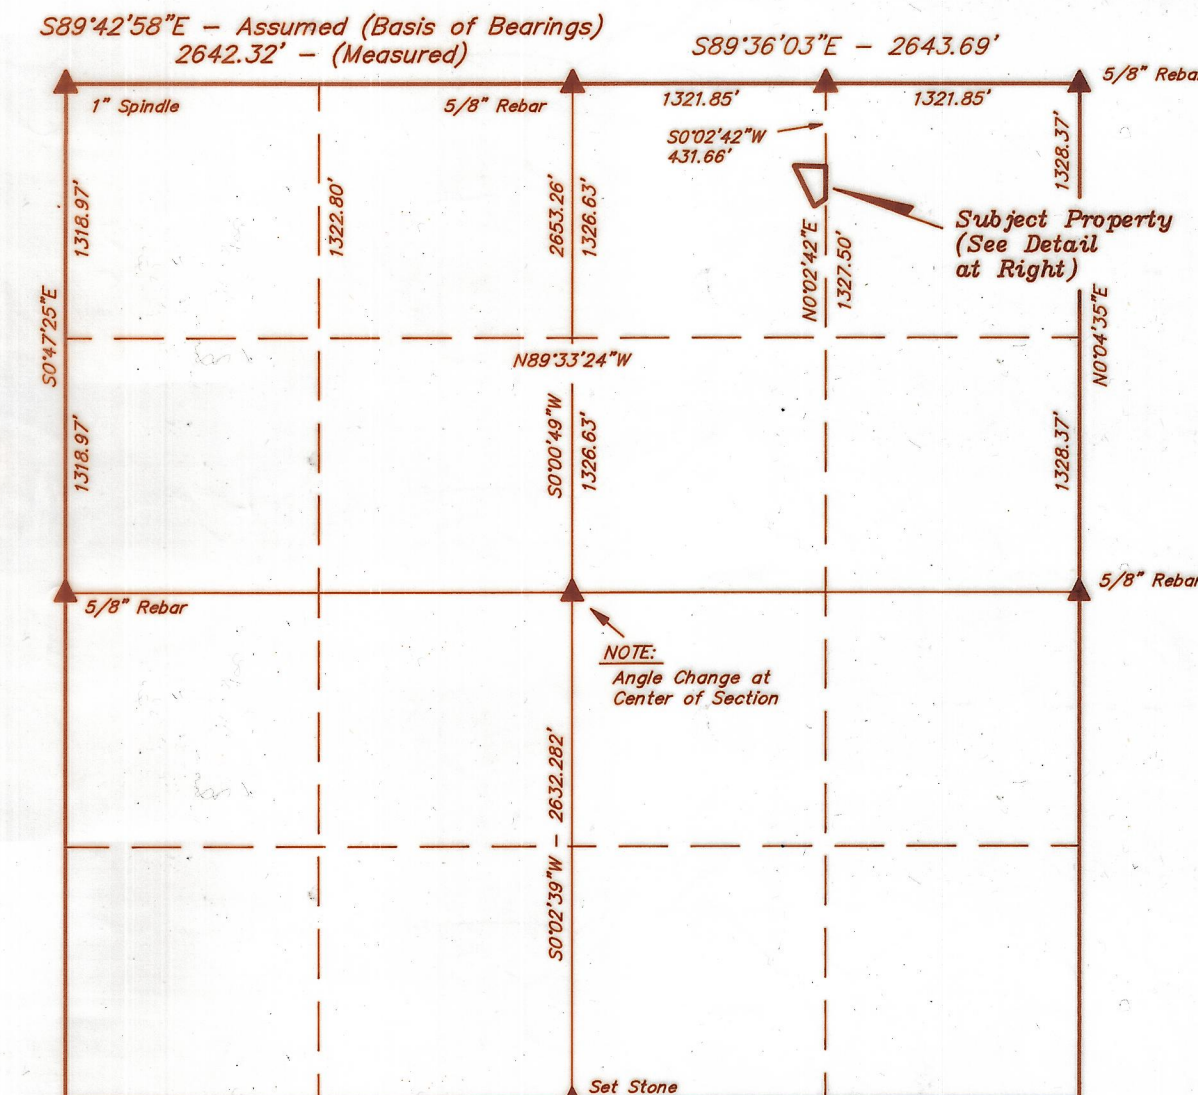 S89°42'58"E - Assumed (Basis of Bearings)
2642.32' - (Measured)
S89°36'03"E - 2643.69'
5/8" Rebar
1" Spindle
5/8" Rebar
1321.85'
1321.85'
S0°02'42"W
431.66'
1328.37'
1318.97'
1322.80'
2653.26'
1326.63'
Subject Property
(See Detail
at Right)
N0°02'42"E
1327.50'
S0°47'25"E
N0°04'35"E
N89°33'24"W
1318.97'
S0°00'49"W
1326.63'
1328.37'
5/8" Rebar
5/8" Rebar
NOTE:
Angle Change at
Center of Section
S0°02'39"W - 2632.282'
Set Stone